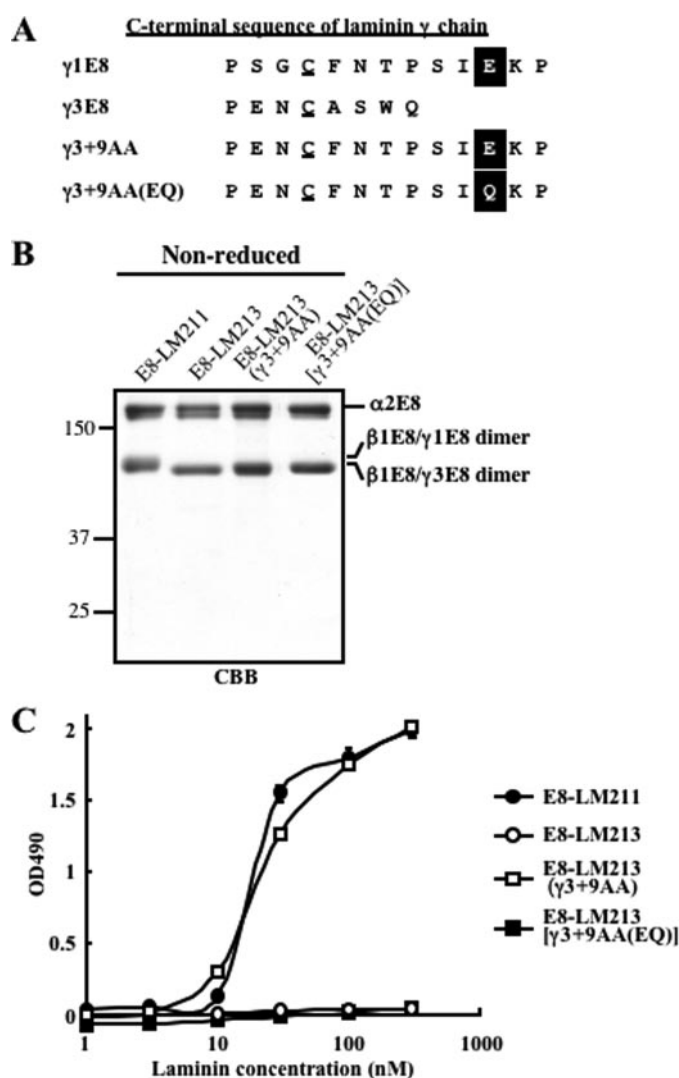 A
C-terminal sequence of laminin γ chain
γ1E8 P S G C F N T P S I E K P
γ3E8 P E N C A S W Q
γ3+9AA P E N C F N T P S I E K P
γ3+9AA(EQ) P E N C F N T P S I Q K P
B
Non-reduced
E8-LM211
E8-LM213
E8-LM213
(γ3+9AA)
E8-LM213
[γ3+9AA(EQ)]
α2E8
150
β1E8/γ1E8 dimer
β1E8/γ3E8 dimer
37
25
CBB
C
2
1.5
1
0.5
0
OD490
1 10 100 1000
Laminin concentration (nM)
E8-LM211
E8-LM213
E8-LM213
(γ3+9AA)
E8-LM213
[γ3+9AA(EQ)]